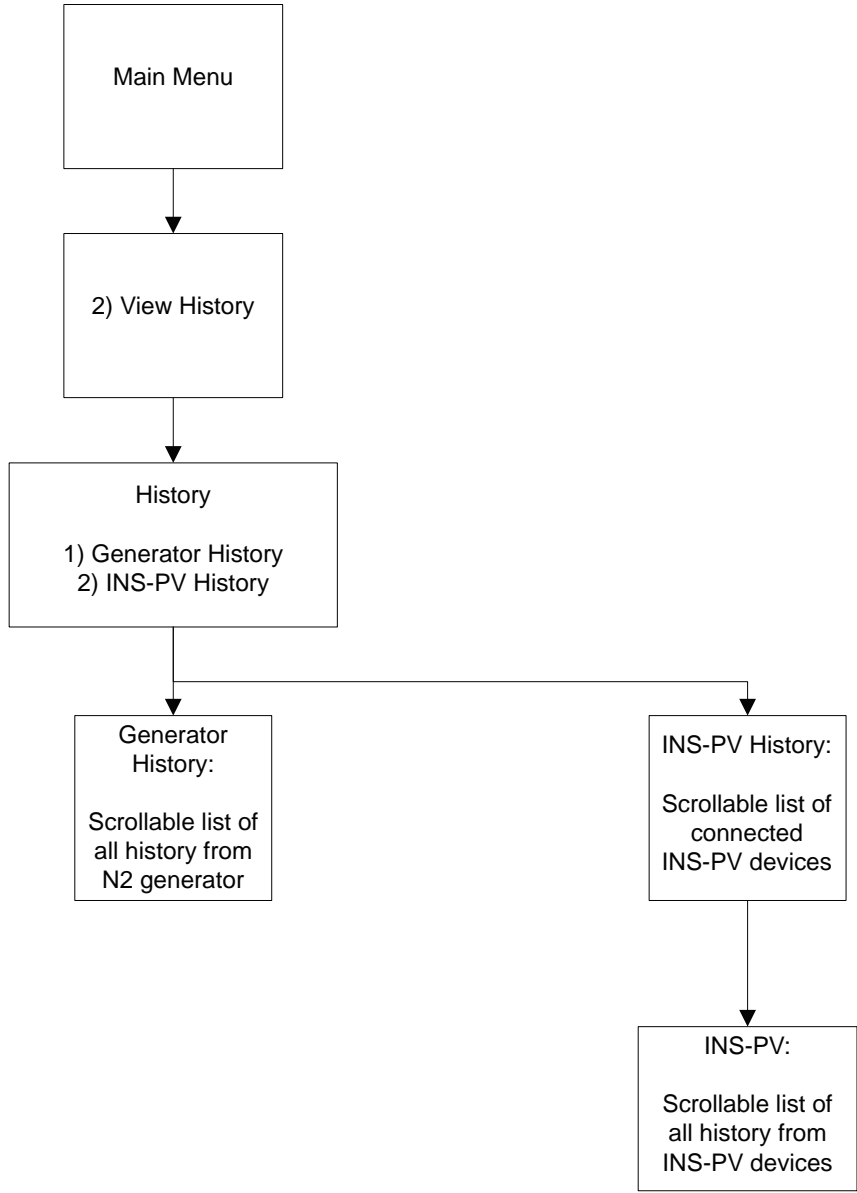 Main Menu
2) View History
History
1) Generator History
2) INS-PV History
Generator
History:
Scrollable list of
all history from
N2 generator
INS-PV History:
Scrollable list of
connected
INS-PV devices
INS-PV:
Scrollable list of
all history from
INS-PV devices